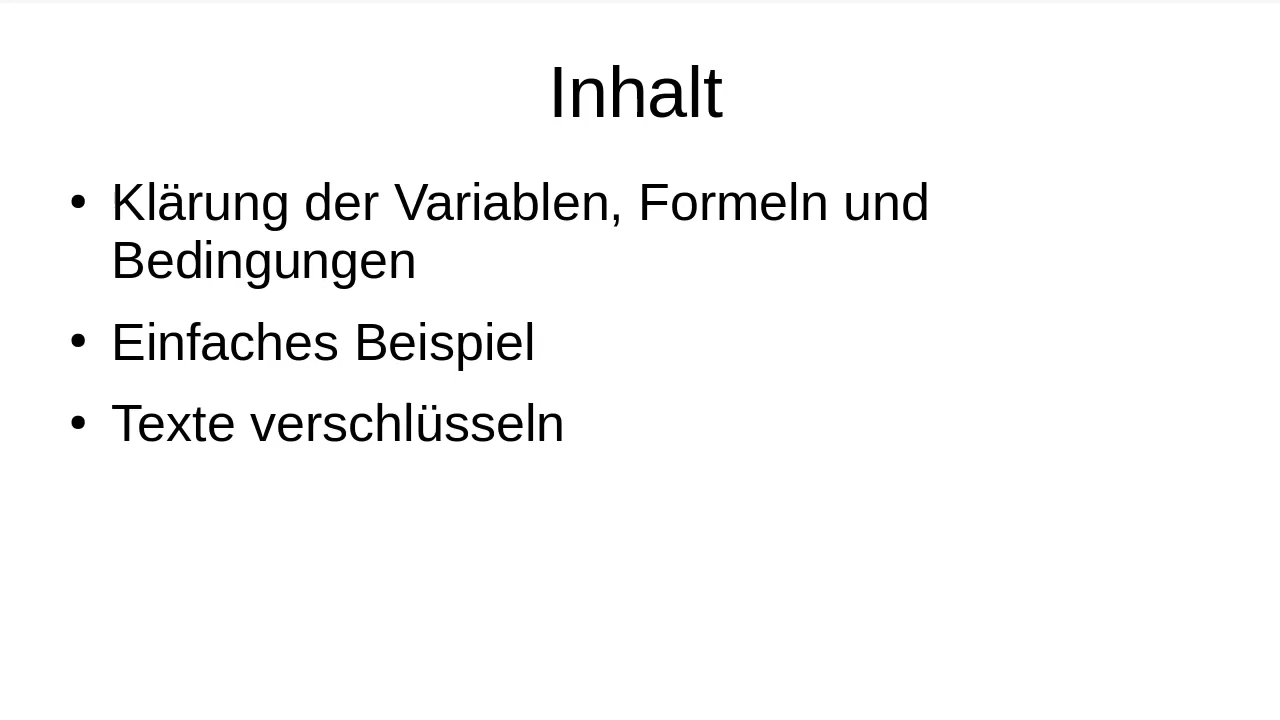 Inhalt
• Klärung der Variablen, Formeln und
Bedingungen
• Einfaches Beispiel
• Texte verschlüsseln